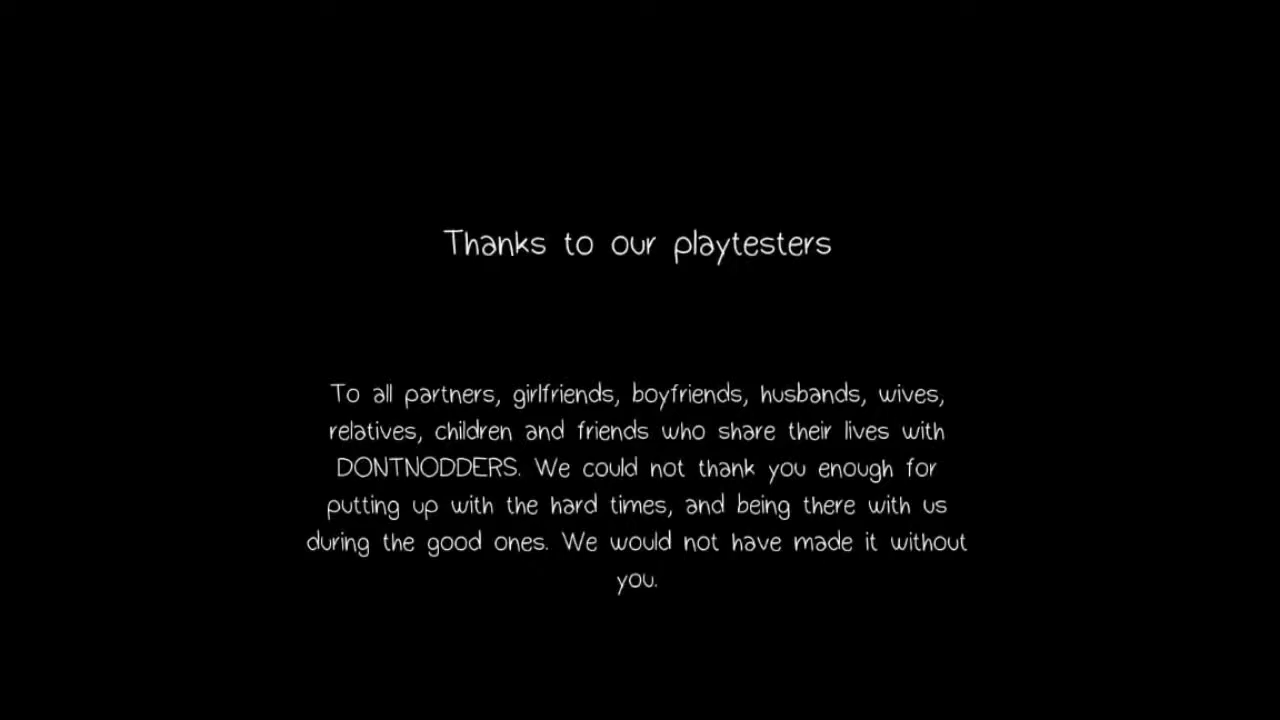 Thanks to our playtesters
To all partners, girlfriends, boyfriends, husbands, wives,
relatives, children and friends who share their lives with
DONTNODDERS. We could not thank you enough for
putting up with the hard times, and being there with us
during the good ones. We would not have made it without
you.